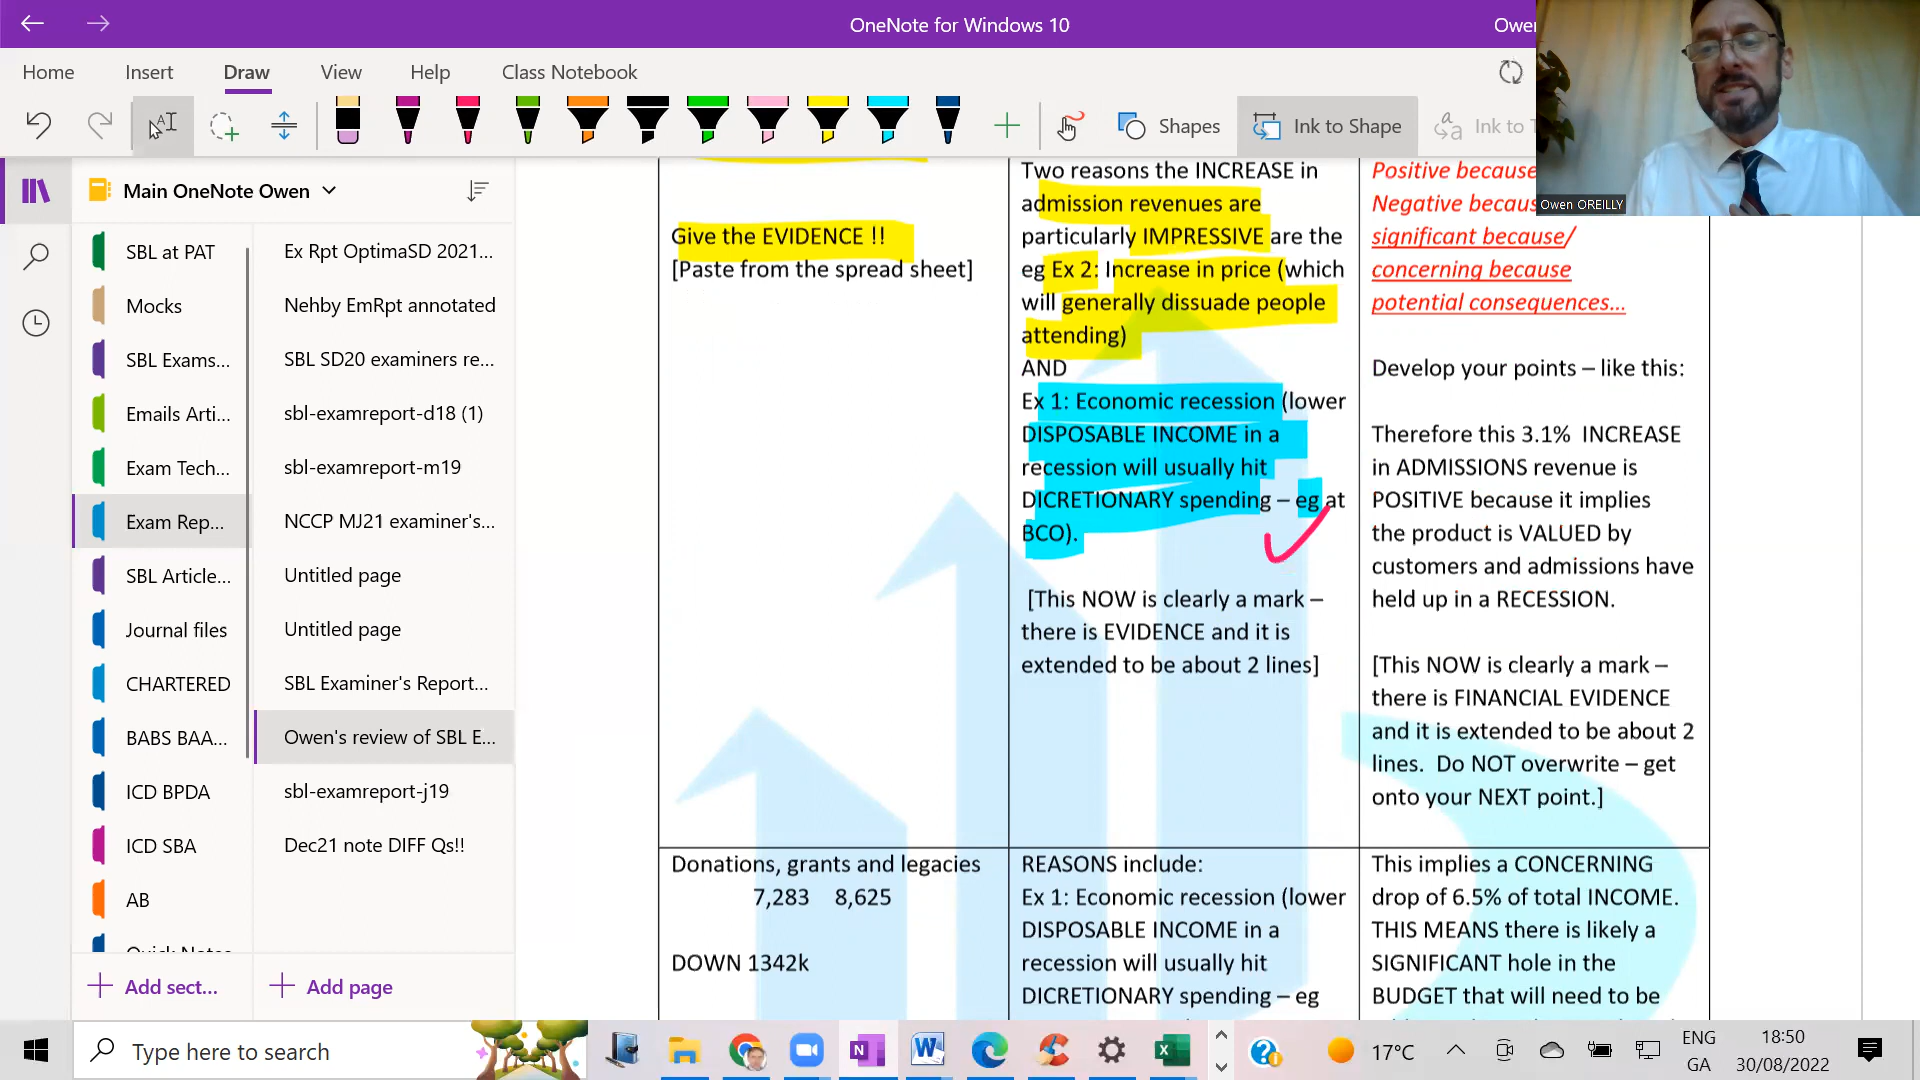 OneNote for Windows 10
Owen
Home
Insert
Draw
View
Help
Class Notebook
Shapes
Ink to Shape
Ink to T
Owen OREILLY
Main OneNote Owen
SBL at PAT
Mocks
SBL Exams...
Emails Arti...
Exam Tech...
Exam Rep...
SBL Article...
Journal files
CHARTERED
BABS BAA...
ICD BPDA
ICD SBA
AB
Quick Notes
Add sect...
Ex Rpt OptimaSD 2021...
Nehby EmRpt annotated
SBL SD20 examiners re...
sbl-examreport-d18 (1)
sbl-examreport-m19
NCCP MJ21 examiner's...
Untitled page
Untitled page
SBL Examiner's Report...
Owen's review of SBL E...
sbl-examreport-j19
Dec21 note DIFF Qs!!
Add page
Give the EVIDENCE !!
[Paste from the spread sheet]
Two reasons the INCREASE in
admission revenues are
particularly IMPRESSIVE are the
eg Ex 2: Increase in price (which
will generally dissuade people
attending)
AND
Ex 1: Economic recession (lower
DISPOSABLE INCOME in a
recession will usually hit
DICRETIONARY spending – eg at
BCO).
[This NOW is clearly a mark –
there is EVIDENCE and it is
extended to be about 2 lines]
Positive because
Negative becaus
significant because/
concerning because
potential consequences...
Develop your points – like this:
Therefore this 3.1% INCREASE
in ADMISSIONS revenue is
POSITIVE because it implies
the product is VALUED by
customers and admissions have
held up in a RECESSION.
[This NOW is clearly a mark –
there is FINANCIAL EVIDENCE
and it is extended to be about 2
lines. Do NOT overwrite – get
onto your NEXT point.]
Donations, grants and legacies
7,283 8,625
DOWN 1342k
REASONS include:
Ex 1: Economic recession (lower
DISPOSABLE INCOME in a
recession will usually hit
DICRETIONARY spending – eg
This implies a CONCERNING
drop of 6.5% of total INCOME.
THIS MEANS there is likely a
SIGNIFICANT hole in the
BUDGET that will need to be
Type here to search
17°C
ENG
GA
18:50
30/08/2022